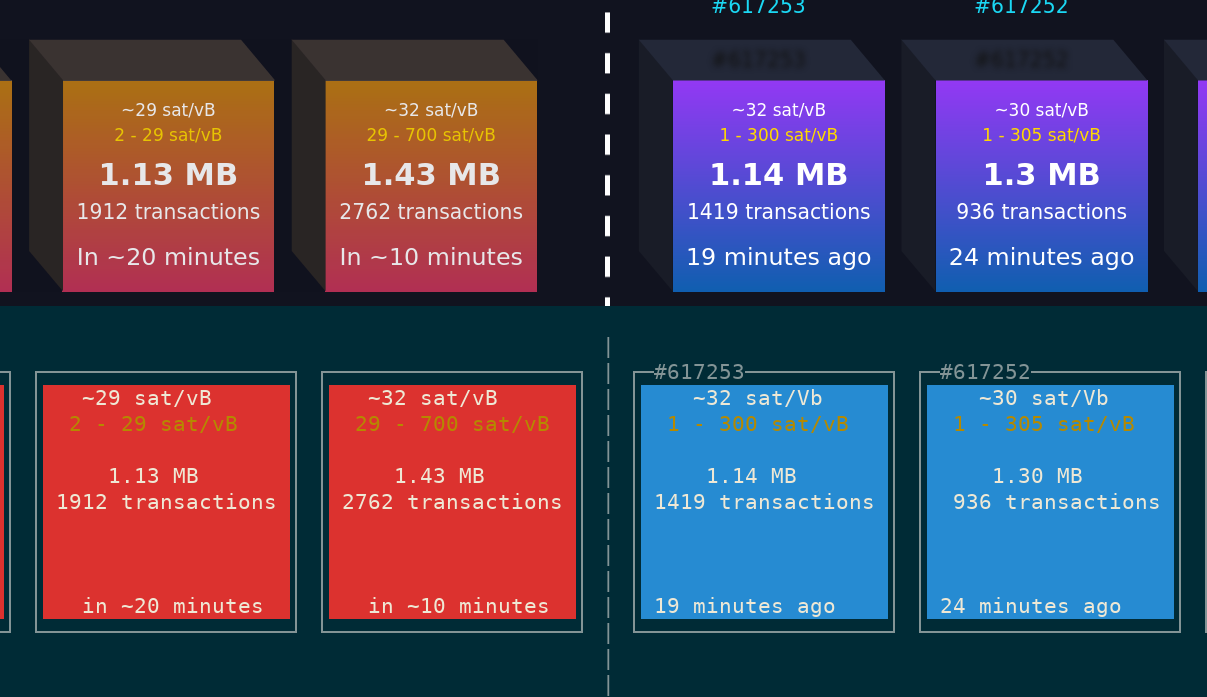 #617253
#617252
#617253
#617252
~29 sat/vB
2 - 29 sat/vB
1.13 MB
1912 transactions
In ~20 minutes
~32 sat/vB
29 - 700 sat/vB
1.43 MB
2762 transactions
In ~10 minutes
~32 sat/vB
1 - 300 sat/vB
1.14 MB
1419 transactions
19 minutes ago
~30 sat/vB
1 - 305 sat/vB
1.3 MB
936 transactions
24 minutes ago
~29 sat/vB
2 - 29 sat/vB
1.13 MB
1912 transactions
in ~20 minutes
~32 sat/vB
29 - 700 sat/vB
1.43 MB
2762 transactions
in ~10 minutes
#617253
~32 sat/Vb
1 - 300 sat/vB
1.14 MB
1419 transactions
19 minutes ago
#617252
~30 sat/Vb
1 - 305 sat/vB
1.30 MB
936 transactions
24 minutes ago